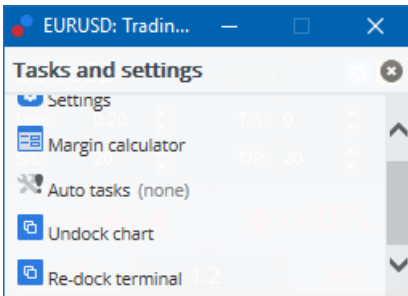 EURUSD: Tradin...
Tasks and settings
Settings
Margin calculator
Auto tasks (none)
Undock chart
Re-dock terminal